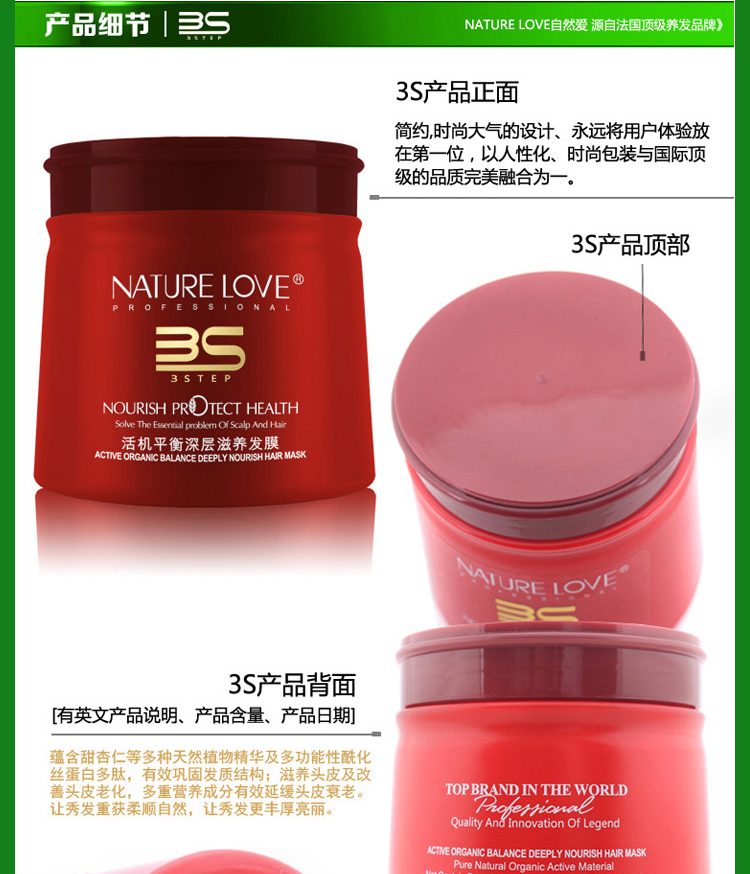 产品细节 | 3S
3STEP
NATURE LOVE自然爱 源自法国顶级养发品牌》
3S产品正面
简约,时尚大气的设计、永远将用户体验放
在第一位，以人性化、时尚包装与国际顶
级的品质完美融合为一。
3S产品顶部
NATURE LOVE®
PROFESSIONAL
3S
3STEP
NOURISH PROTECT HEALTH
Solve The Essential problem Of Scalp And Hair
活机平衡深层滋养发膜
ACTIVE ORGANIC BALANCE DEEPLY NOURISH HAIR MASK
NATURE LOVE®
PROFESSIONAL
3S
3S产品背面
[有英文产品说明、产品含量、产品日期]
蕴含甜杏仁等多种天然植物精华及多功能性酰化
丝蛋白多肽，有效巩固发质结构；滋养头皮及改
善头皮老化，多重营养成分有效延缓头皮衰老。
让秀发重获柔顺自然，让秀发更丰厚亮丽。
TOP BRAND IN THE WORLD
Professional
Quality And Innovation Of Legend
ACTIVE ORGANIC BALANCE DEEPLY NOURISH HAIR MASK
Pure Natural Organic Active Material